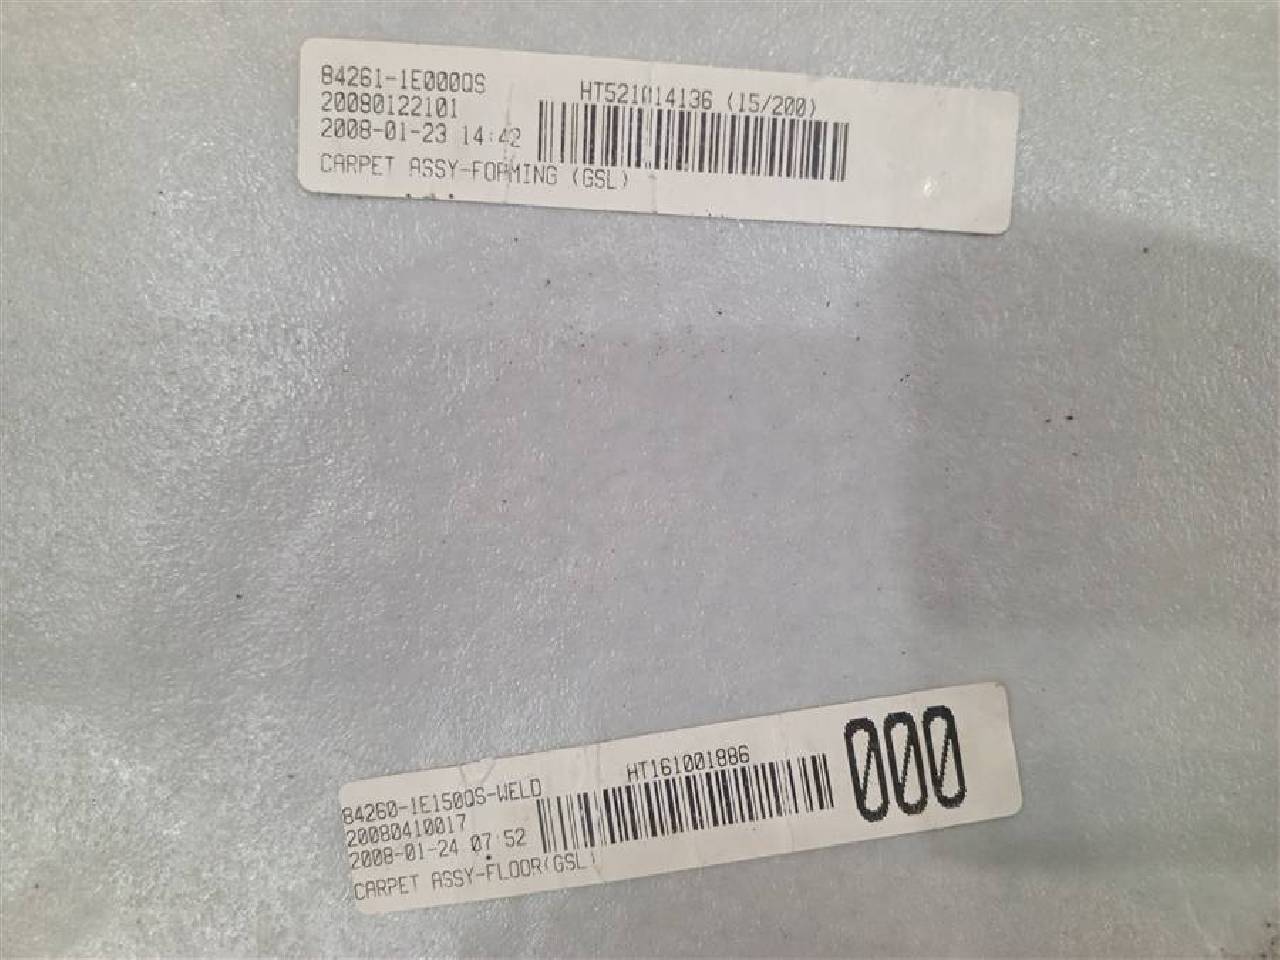 84261-1E000QS
HT521014136 (15/200)
20080122101
2008-01-23 14:42
CARPET ASSY-FORMING (GSL)
84260-1E150QS-WELD
HT161001886
000
20080410017
2008-01-24 07:52
CARPET ASSY-FLOOR(GSL)